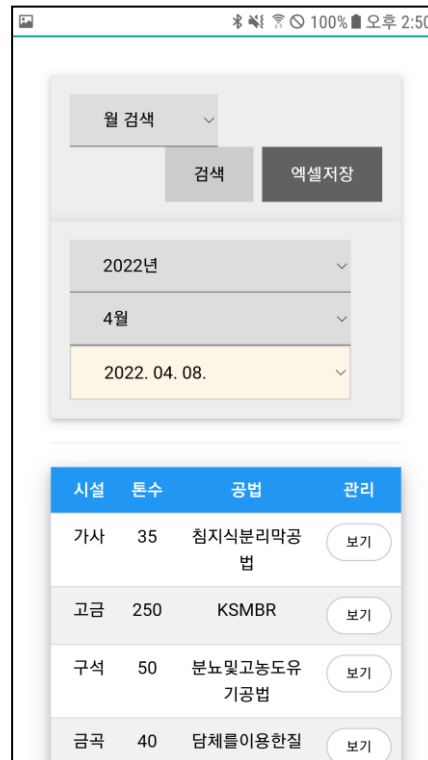 100% 오후 2:50
월 검색
검색 엑셀저장
2022년
4월
2022. 04. 08.
시설 톤수 공법 관리
가사 35 침지식분리막공 보기
법
고금 250 KSMBR 보기
구석 50 분뇨및고농도유 보기
기공법
금곡 40 담체를이용한질 보기